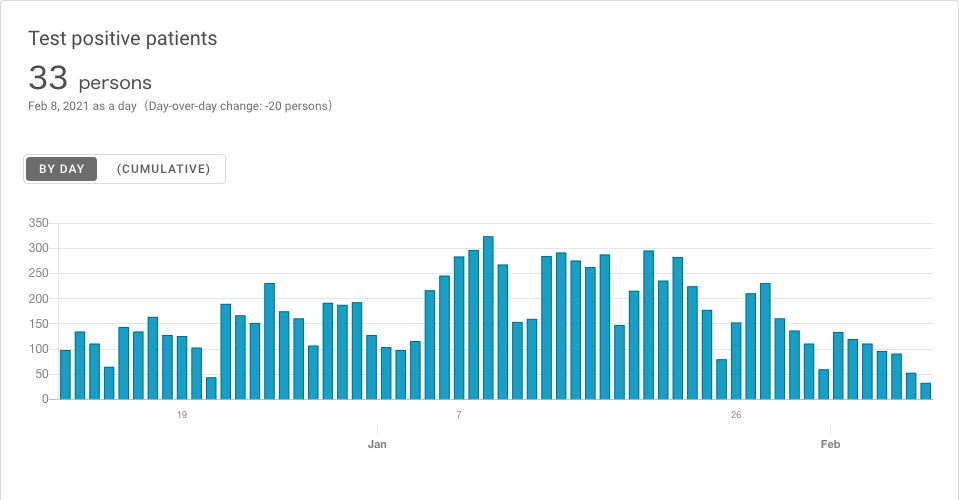 Test positive patients
33 persons
Feb 8, 2021 as a day（Day-over-day change: -20 persons）
BY DAY (CUMULATIVE)
350
300
250
200
150
100
50
0
19 7 26
Jan Feb